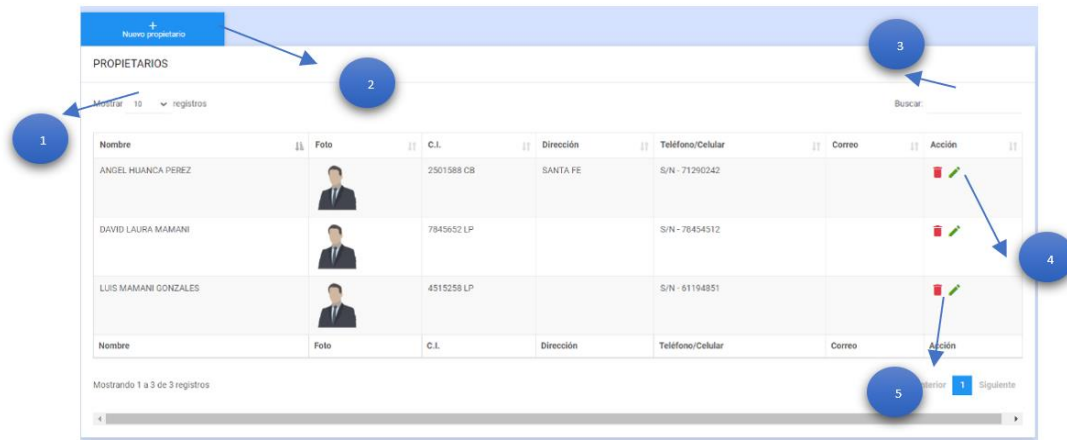 +
Nuevo propietario
3
PROPIETARIOS
2
Mostrar 10 registros
Buscar:
1
Nombre Foto C.I. Dirección Teléfono/Celular Correo Acción
ANGEL HUANCA PEREZ 2501588 CB SANTA FE S/N - 71290242
DAVID LAURA MAMANI 7845652 LP S/N - 78454512
4
LUIS MAMANI GONZALES 4515258 LP S/N - 61194851
Nombre Foto C.I. Dirección Teléfono/Celular Correo Acción
Mostrando 1 a 3 de 3 registros
5
1 Siguiente